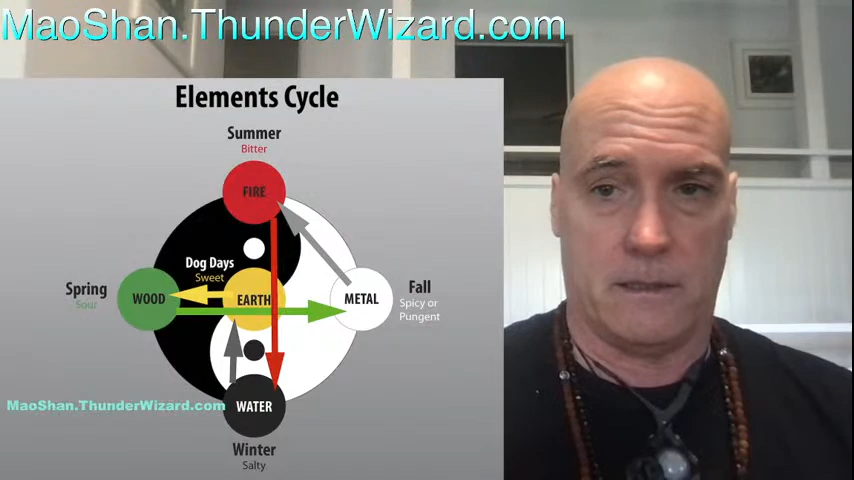 MaoShan.ThunderWizard.com
Elements Cycle
Summer
Bitter
FIRE
Dog Days
Sweet
Spring
Sour
WOOD
EARTH
METAL
Fall
Spicy or
Pungent
MaoShan.ThunderWizard.com
WATER
Winter
Salty